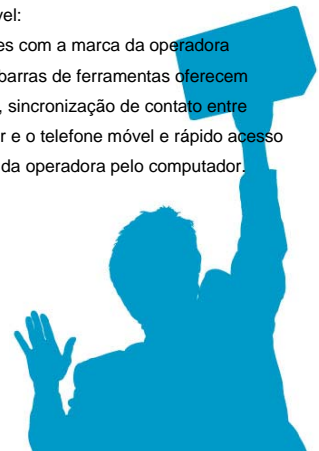 vel:
es com a marca da operadora
barras de ferramentas oferecem
, sincronização de contato entre
r e o telefone móvel e rápido acesso
da operadora pelo computador.